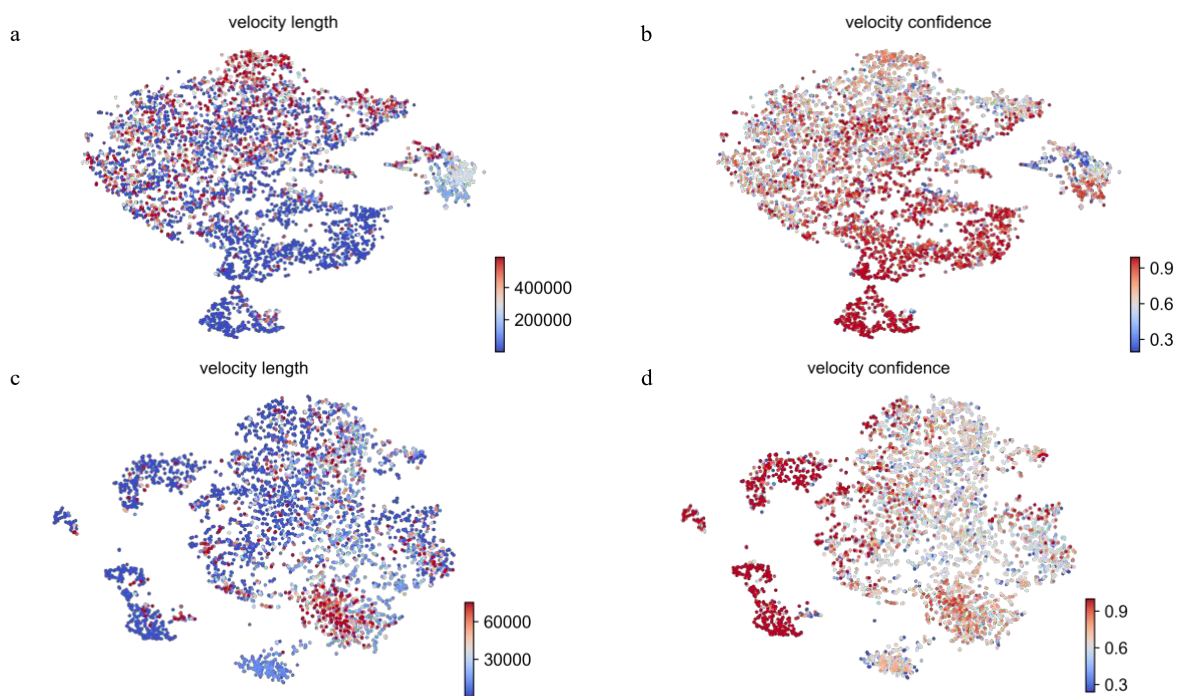 a
velocity length
b
velocity confidence
400000
200000
0.9
0.6
0.3
c
velocity length
d
velocity confidence
60000
30000
0.9
0.6
0.3